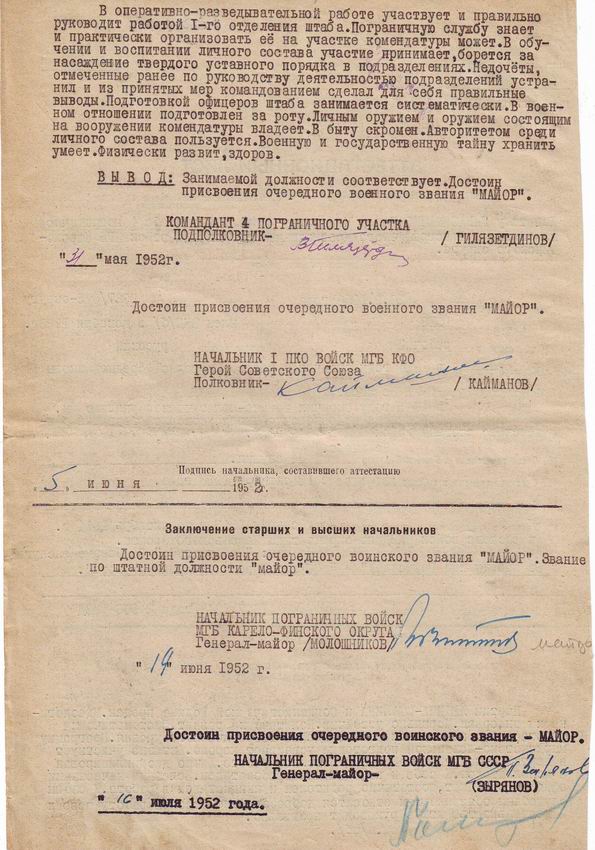 В оперативно-разведывательной работе участвует и правильно
руководит работой I-го отделения штаба.Пограничную службу знает
и практически организовать её на участке комендатуры может.В обу-
чении и воспитании личного состава участие принимает,борется за
насаждение твердого уставного порядка в подразделениях.Недочёты,
отмеченные ранее по руководству деятельностью подразделений устра-
нил и из принятых мер командованием сделал для себя правильные
выводы.Подготовкой офицеров штаба занимается систематически.В воен-
ном отношении подготовлен за роту.Личным оружием и оружием состоящим
на вооружении комендатуры владеет.В быту скромен.Авторитетом среди
личного состава пользуется.Военную и государственную тайну хранить
умеет.Физически развит,здоров.
ВЫВОД: Занимаемой должности соответствует.Достоин
присвоения очередного военного звания "МАЙОР".
КОМАНДАНТ 4 ПОГРАНИЧНОГО УЧАСТКА
ПОДПОЛКОВНИК- / ГИЛЯЗЕТДИНОВ/
"31" мая 1952г.
Достоин присвоения очередного военного звания "МАЙОР".
НАЧАЛЬНИК I ПКО ВОЙСК МГБ КФО
Герой Советского Союза
Полковник- Кайманов / КАЙМАНОВ/
Подпись начальника, составившего аттестацию
5. июня 1952г.
Заключение старших и высших начальников
Достоин присвоения очередного воинского звания "МАЙОР".Звание
по штатной должности "майор".
НАЧАЛЬНИК ПОГРАНИЧНЫХ ВОЙСК
МГБ КАРЕЛО-ФИНСКОГО ОКРУГА
Генерал-майор /МОЛОШНИКОВ/ майор
"14" июня 1952 г.
Достоин присвоения очередного воинского звания - МАЙОР.
НАЧАЛЬНИК ПОГРАНИЧНЫХ ВОЙСК МГБ СССР
Генерал-майор- П. Зырянов
(ЗЫРЯНОВ)
"16" июля 1952 года.